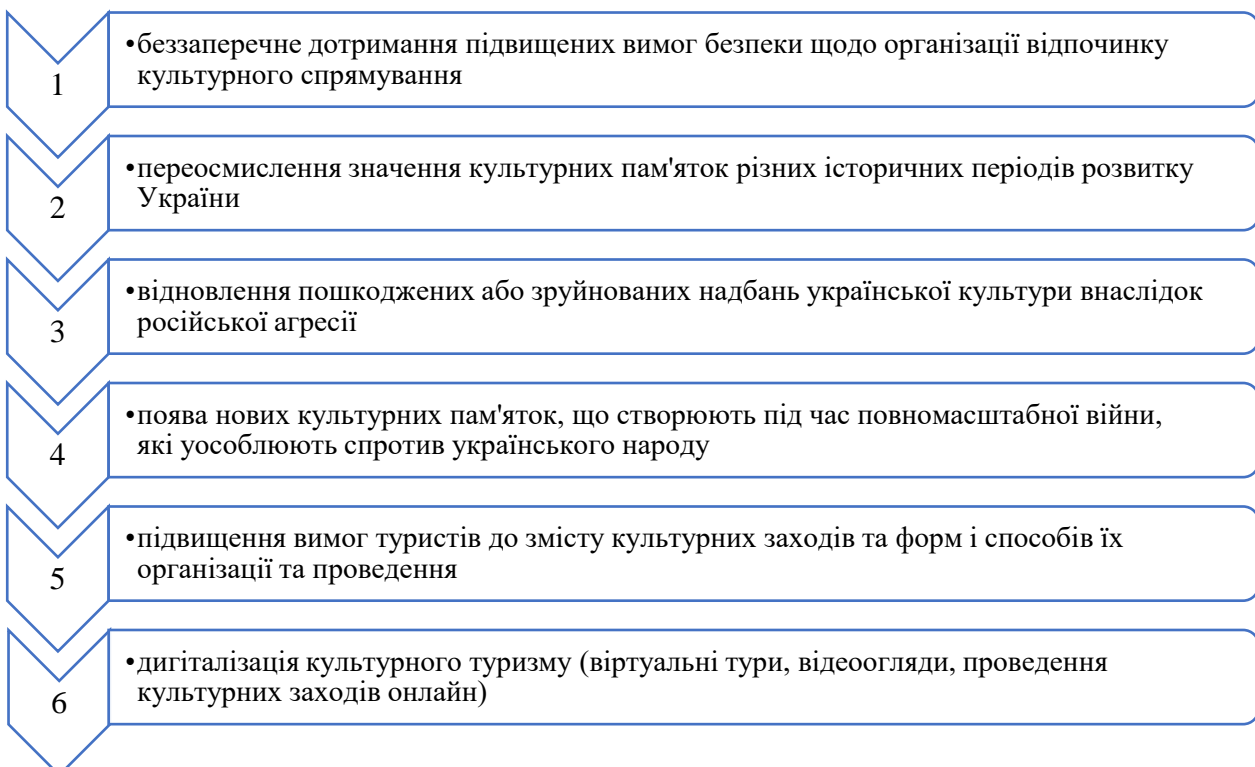 1
•беззаперечне дотримання підвищених вимог безпеки щодо організації відпочинку
культурного спрямування
2
•переосмислення значення культурних пам'яток різних історичних періодів розвитку
України
3
•відновлення пошкоджених або зруйнованих надбань української культури внаслідок
російської агресії
4
•поява нових культурних пам'яток, що створюють під час повномасштабної війни,
які уособлюють спротив українського народу
5
•підвищення вимог туристів до змісту культурних заходів та форм і способів їх
організації та проведення
6
•дигіталізація культурного туризму (віртуальні тури, відеоогляди, проведення
культурних заходів онлайн)